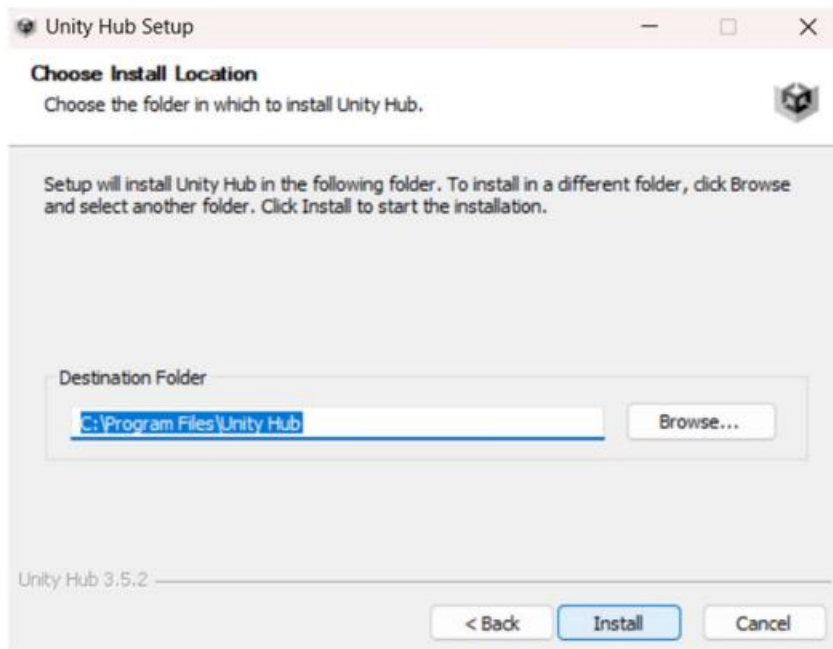 Unity Hub Setup
Choose Install Location
Choose the folder in which to install Unity Hub.
Setup will install Unity Hub in the following folder. To install in a different folder, click Browse
and select another folder. Click Install to start the installation.
Destination Folder
C:\Program Files\Unity Hub
Browse...
Unity Hub 3.5.2
< Back
Install
Cancel